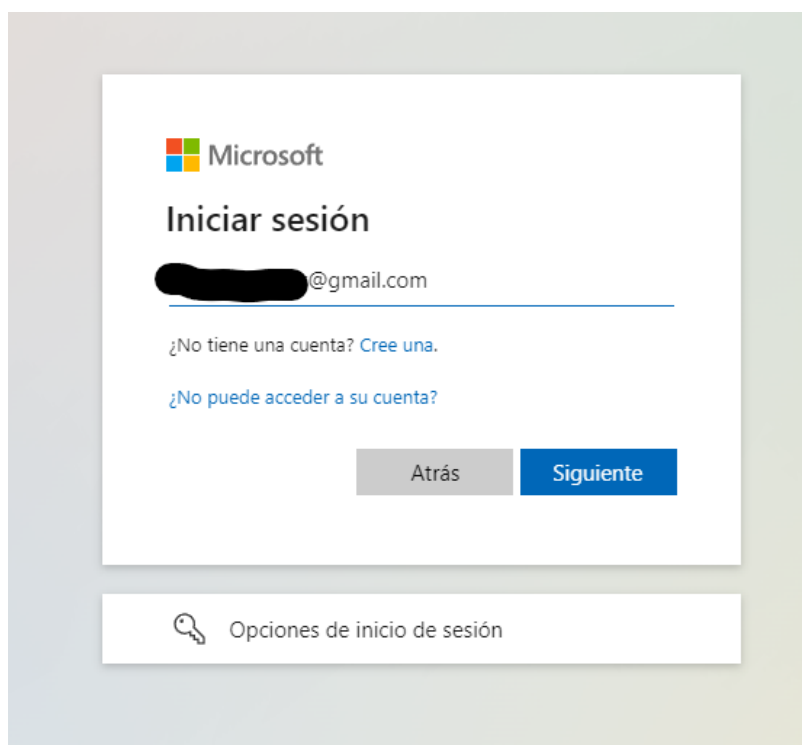 Microsoft
Iniciar sesión
@gmail.com
¿No tiene una cuenta? Cree una.
¿No puede acceder a su cuenta?
Atrás
Siguiente
Opciones de inicio de sesión